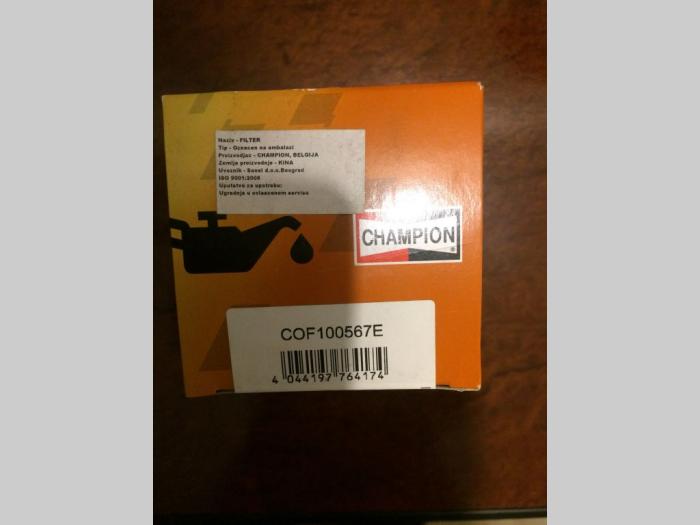 Naziv - FILTER
Tip - Oznacen na ambalazi
Proizvodjac - CHAMPION, BELGIJA
Zemlja proizvodnje - KINA
Uvoznik - Sanel d.o.o.Beograd
ISO 9001:2008
Uputstvo za upotrebu:
Ugradnja u ovlascenom servisu
CHAMPION
COF100567E
4 044197 764174